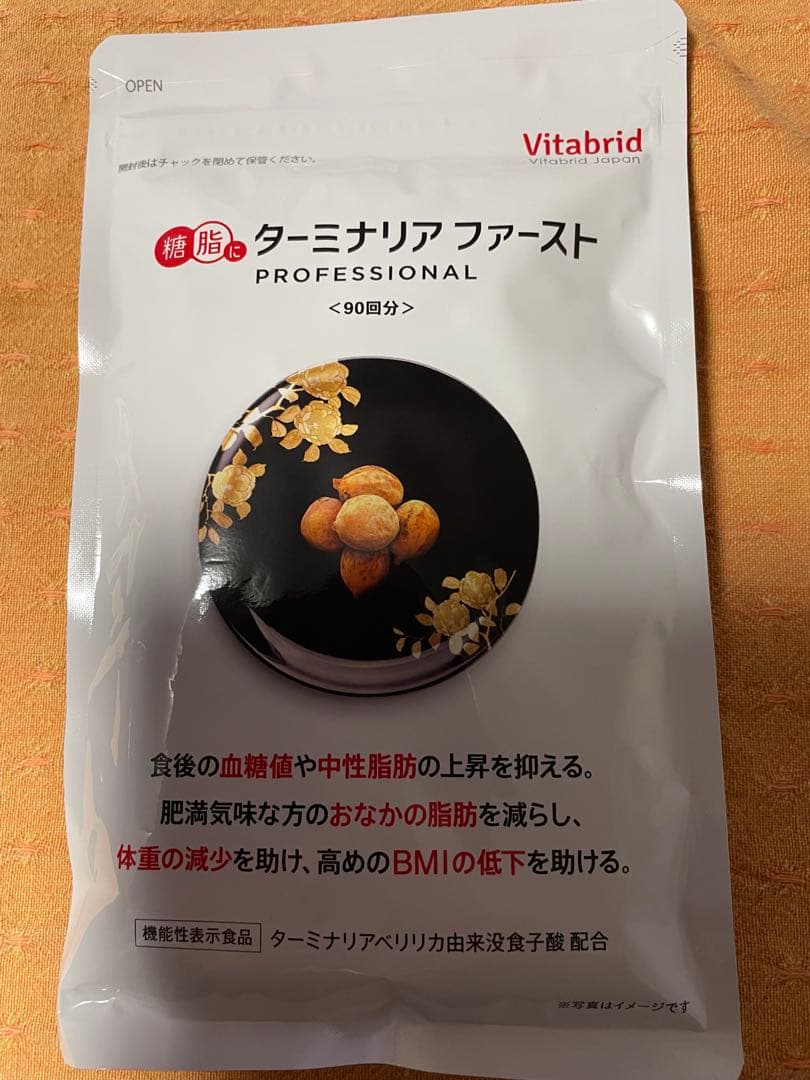 OPEN
Vitabrid
Vitabrid Japan
開封後はチャックを閉めて保管ください。
糖脂に ターミナリア ファースト
PROFESSIONAL
＜90回分＞
食後の血糖値や中性脂肪の上昇を抑える。
肥満気味な方のおなかの脂肪を減らし、
体重の減少を助け、高めのBMIの低下を助ける。
機能性表示食品 ターミナリアベリリカ由来没食子酸 配合
※写真はイメージです